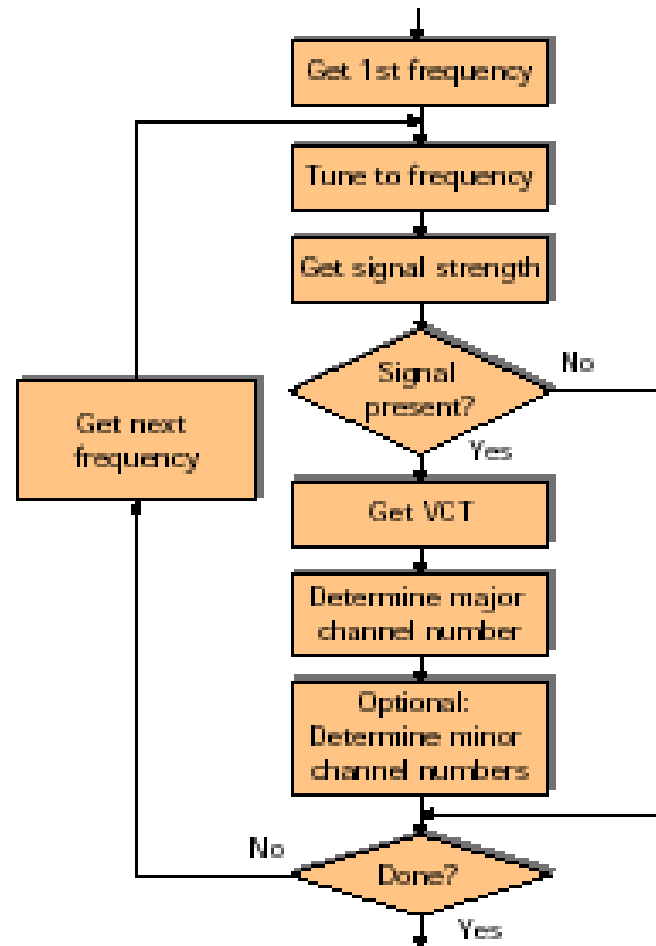 Get 1st frequency
Tune to frequency
Get signal strength
Signal
present?
No
Yes
Get next
frequency
Get VCT
Determine major
channel number
Optional:
Determine minor
channel numbers
No
Done?
Yes